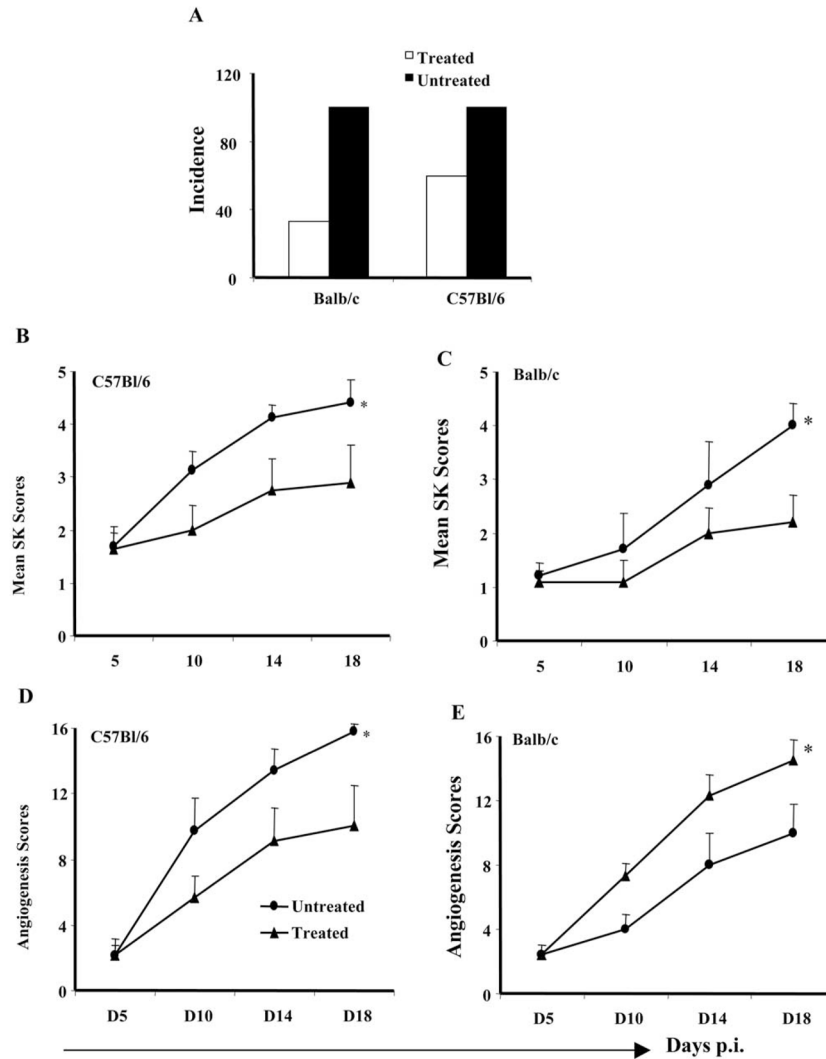 A
Treated
Untreated
120
80
40
0
Incidence
Balb/c
C57Bl/6
B
C57Bl/6
5
4
3
2
1
0
Mean SK Scores
*
5
10
14
18
C
Balb/c
5
4
3
2
1
0
Mean SK Scores
*
5
10
14
18
D
C57Bl/6
16
12
8
4
0
Angiogenesis Scores
*
Untreated
Treated
D5
D10
D14
D18
E
Balb/c
16
12
8
4
0
Angiogenesis Scores
*
D5
D10
D14
D18
Days p.i.